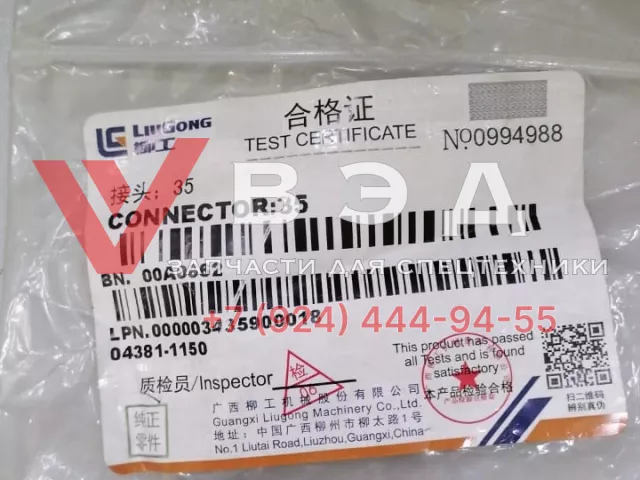 LIUGONG
柳工
合格证
TEST CERTIFICATE
№0994988
接头: 35
CONNECTOR:35
ВЭД
ЗАПЧАСТИ ДЛЯ СПЕЦТЕХНИКИ
+7 (924) 444-94-55
04381-1150
This product has passed
all Tests and is found
satisfactory
本产品检验合格
质检员/Inspector
检
06
纯正
零件
广西柳工机械股份有限公司
Guangxi Liugong Machinery Co.,Ltd.
地址: 中国广西柳州市柳太路1号
No.1 Liutai Road,Liuzhou,Guangxi,China
扫二维码
辨别真伪